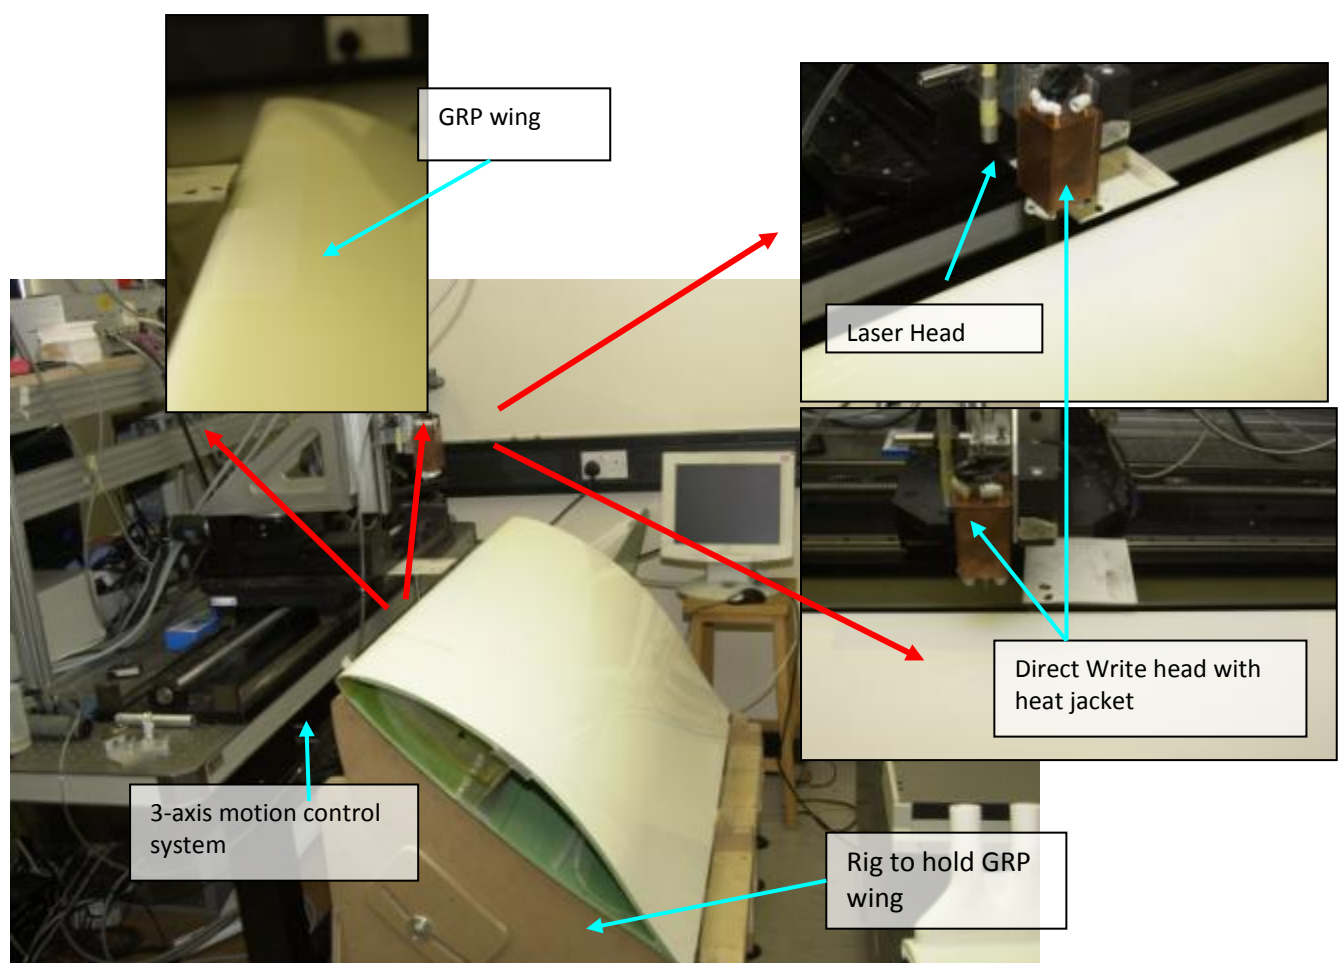 GRP wing
Laser Head
Direct Write head with
heat jacket
3-axis motion control
system
Rig to hold GRP
wing